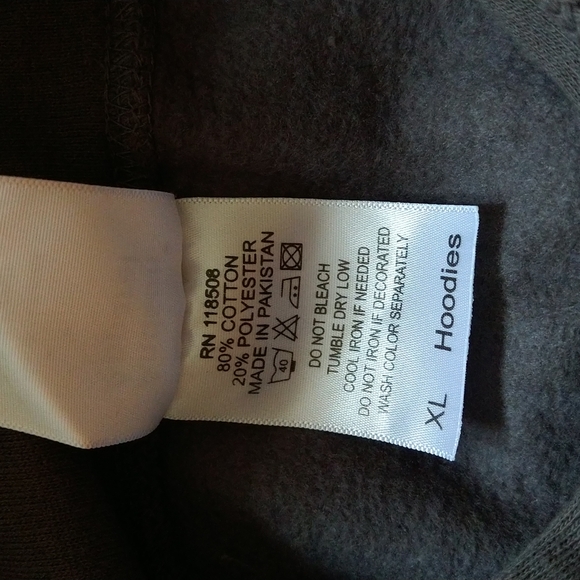 RN 118508
80% COTTON
20% POLYESTER
MADE IN PAKISTAN
40
DO NOT BLEACH
TUMBLE DRY LOW
COOL IRON IF NEEDED
DO NOT IRON IF DECORATED
WASH COLOR SEPARATELY
XL Hoodies